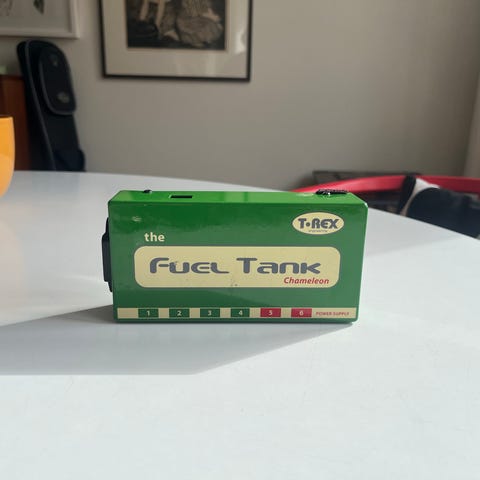 T·REX
the
FUEL TANK
Chameleon
1 2 3 4 5 6 POWER SUPPLY